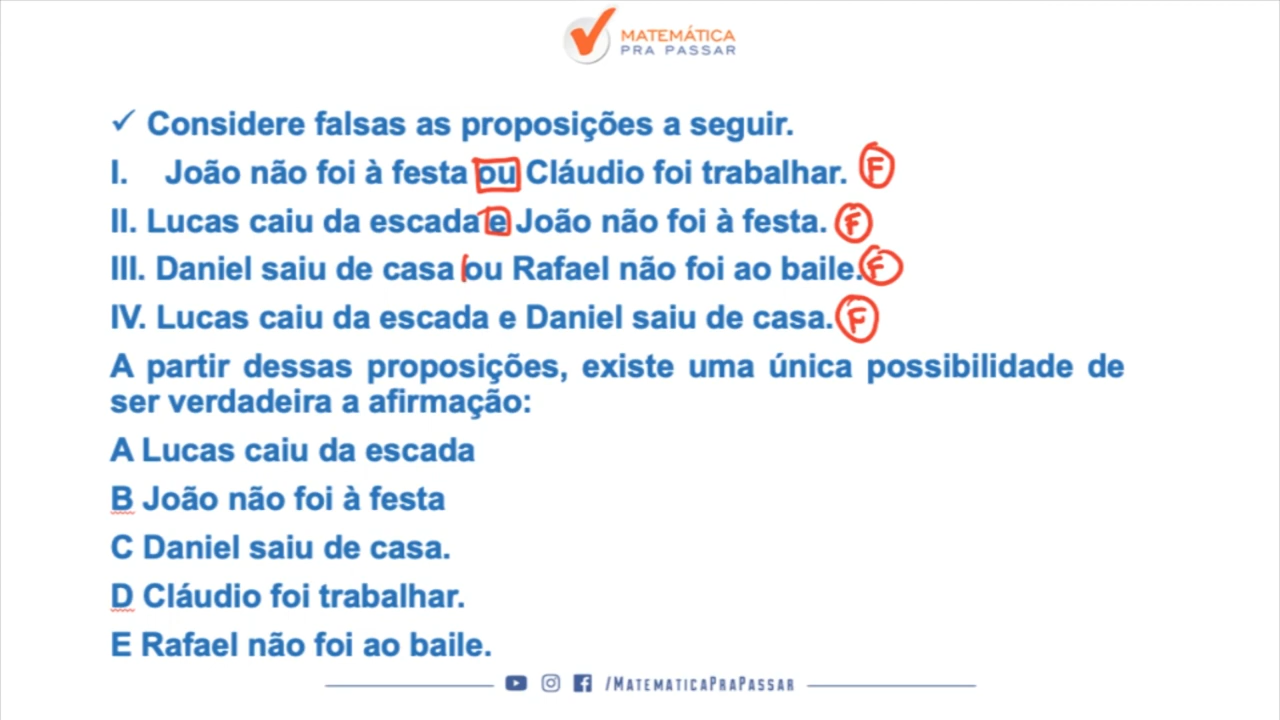 MATEMÁTICA
PRA PASSAR
✓ Considere falsas as proposições a seguir.
I. João não foi à festa ou Cláudio foi trabalhar. F
II. Lucas caiu da escada e João não foi à festa. F
III. Daniel saiu de casa ou Rafael não foi ao baile. F
IV. Lucas caiu da escada e Daniel saiu de casa. F
A partir dessas proposições, existe uma única possibilidade de
ser verdadeira a afirmação:
A Lucas caiu da escada
B João não foi à festa
C Daniel saiu de casa.
D Cláudio foi trabalhar.
E Rafael não foi ao baile.
/MATEMATICAPRAPASSAR